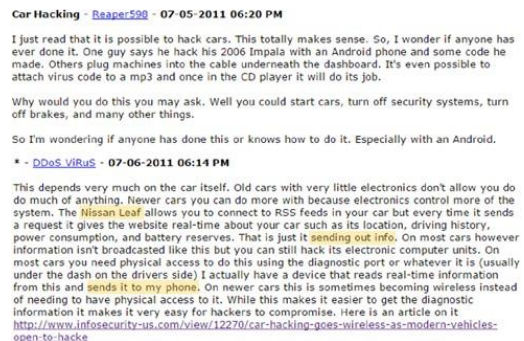 Car Hacking - Reaper598 - 07-05-2011 06:20 PM
I just read that it is possible to hack cars. This totally makes sense. So, I wonder if anyone has
ever done it. One guy says he hack his 2006 Impala with an Android phone and some code he
made. Others plug machines into the cable underneath the dashboard. It's even possible to
attach virus code to a mp3 and once in the CD player it will do its job.
Why would you do this you may ask. Well you could start cars, turn off security systems, turn
off brakes, and many other things.
So I'm wondering if anyone has done this or knows how to do it. Especially with an Android.
* - DDoS ViRuS - 07-06-2011 06:14 PM
This depends very much on the car itself. Old cars with very little electronics don't allow you do
do much of anything. Newer cars you can do more with because electronics control more of the
system. The Nissan Leaf allows you to connect to RSS feeds in your car but every time it sends
a request it gives the website real-time about your car such as its location, driving history,
power consumption, and battery reserves. That is just it sending out info. On most cars however
information isn't broadcasted like this but you can still hack its electronic computer units. On
most cars you need physical access to do this using the diagnostic port or whatever it is (usually
under the dash on the drivers side) I actually have a device that reads real-time information
from this and sends it to my phone. On newer cars this is sometimes becoming wireless instead
of needing to have physical access to it. While this makes it easier to get the diagnostic
information it makes it very easy for hackers to compromise. Here is an article on it
http://www.infosecurity-us.com/view/12270/car-hacking-goes-wireless-as-modern-vehicles-
open-to-hacke